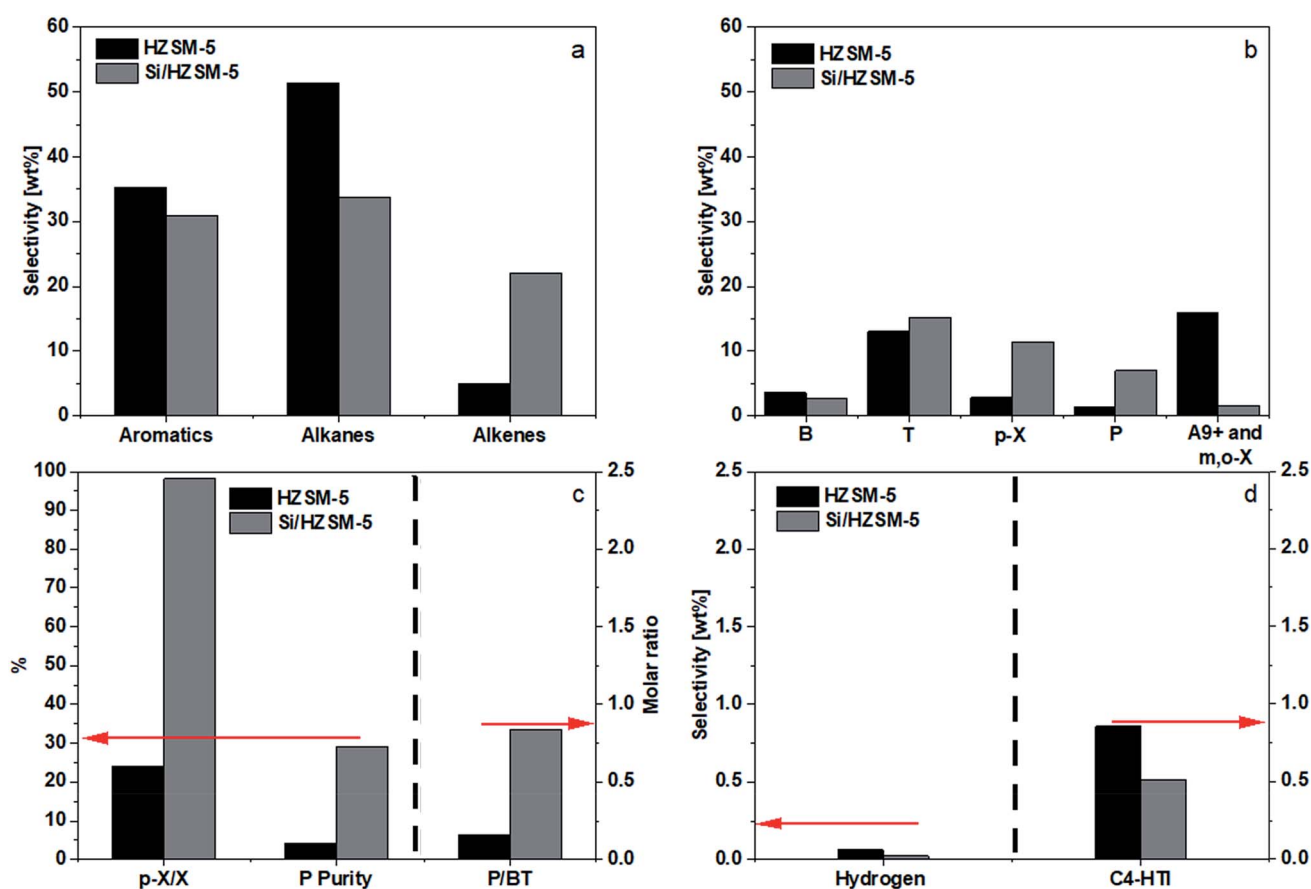 60
50
40
30
20
10
0
Selectivity [wt%]
HZSM-5
Si/HZSM-5
a
Aromatics
Alkanes
Alkenes
60
50
40
30
20
10
0
Selectivity [wt%]
HZSM-5
Si/HZSM-5
b
B
T
p-X
P
A9+ and
m,o-X
100
90
80
70
60
50
40
30
20
10
0
%
HZSM-5
Si/HZSM-5
c
2.5
2.0
1.5
1.0
0.5
0.0
Molar ratio
p-X/X
P Purity
P/BT
2.5
2.0
1.5
1.0
0.5
0.0
Selectivity [wt%]
HZSM-5
Si/HZSM-5
d
2.5
2.0
1.5
1.0
0.5
0.0
Hydrogen
C4-HTI